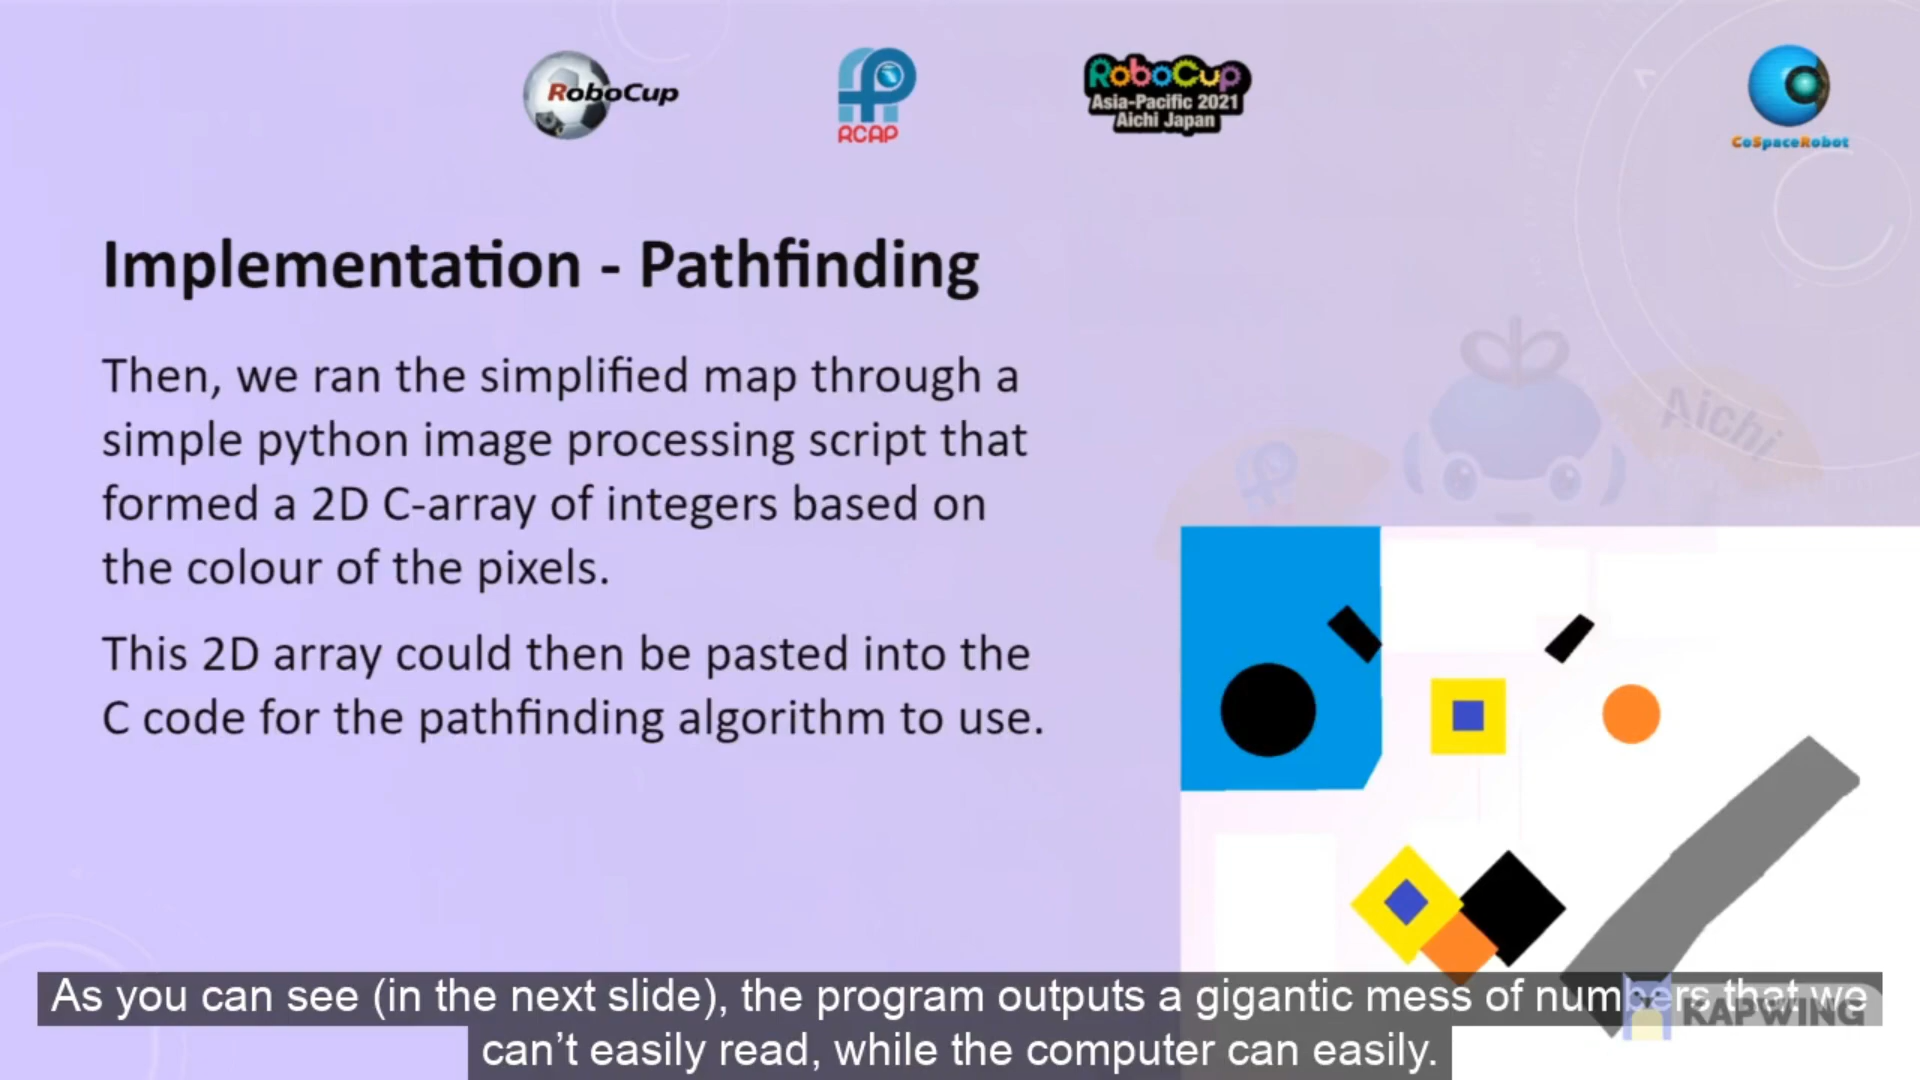 RoboCup
RCAP
RoboCup
Asia-Pacific 2021
Aichi Japan
CoSpaceRobot
Implementation - Pathfinding
Then, we ran the simplified map through a
simple python image processing script that
formed a 2D C-array of integers based on
the colour of the pixels.
This 2D array could then be pasted into the
C code for the pathfinding algorithm to use.
Aichi
As you can see (in the next slide), the program outputs a gigantic mess of numbers that we
can’t easily read, while the computer can easily.
KAPWING